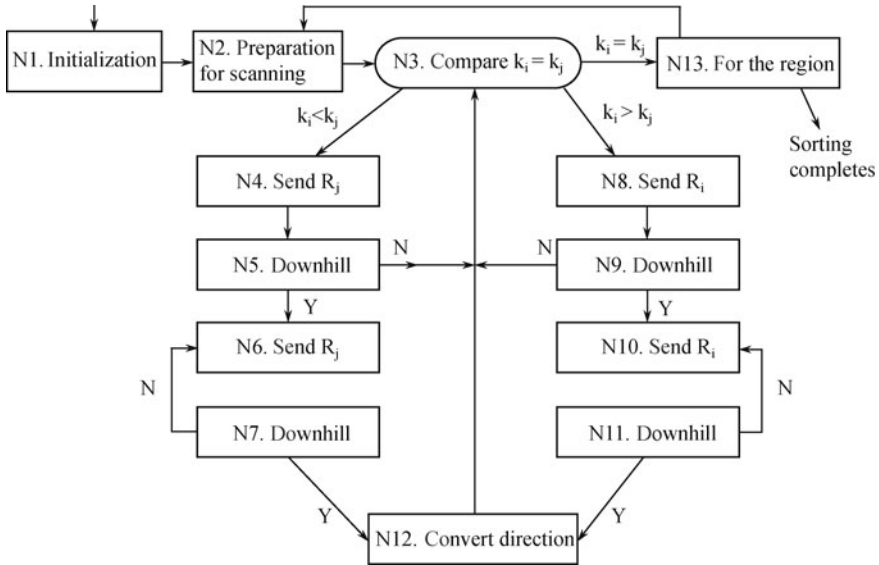 N1. Initialization
N2. Preparation
for scanning
N3. Compare kᵢ = kⱼ
kᵢ = kⱼ
N13. For the region
kᵢ<kⱼ
kᵢ > kⱼ
Sorting
completes
N4. Send Rⱼ
N8. Send Rᵢ
N5. Downhill
N
N
N9. Downhill
Y
Y
N6. Send Rⱼ
N10. Send Rᵢ
N
N
N7. Downhill
N11. Downhill
Y
Y
N12. Convert direction